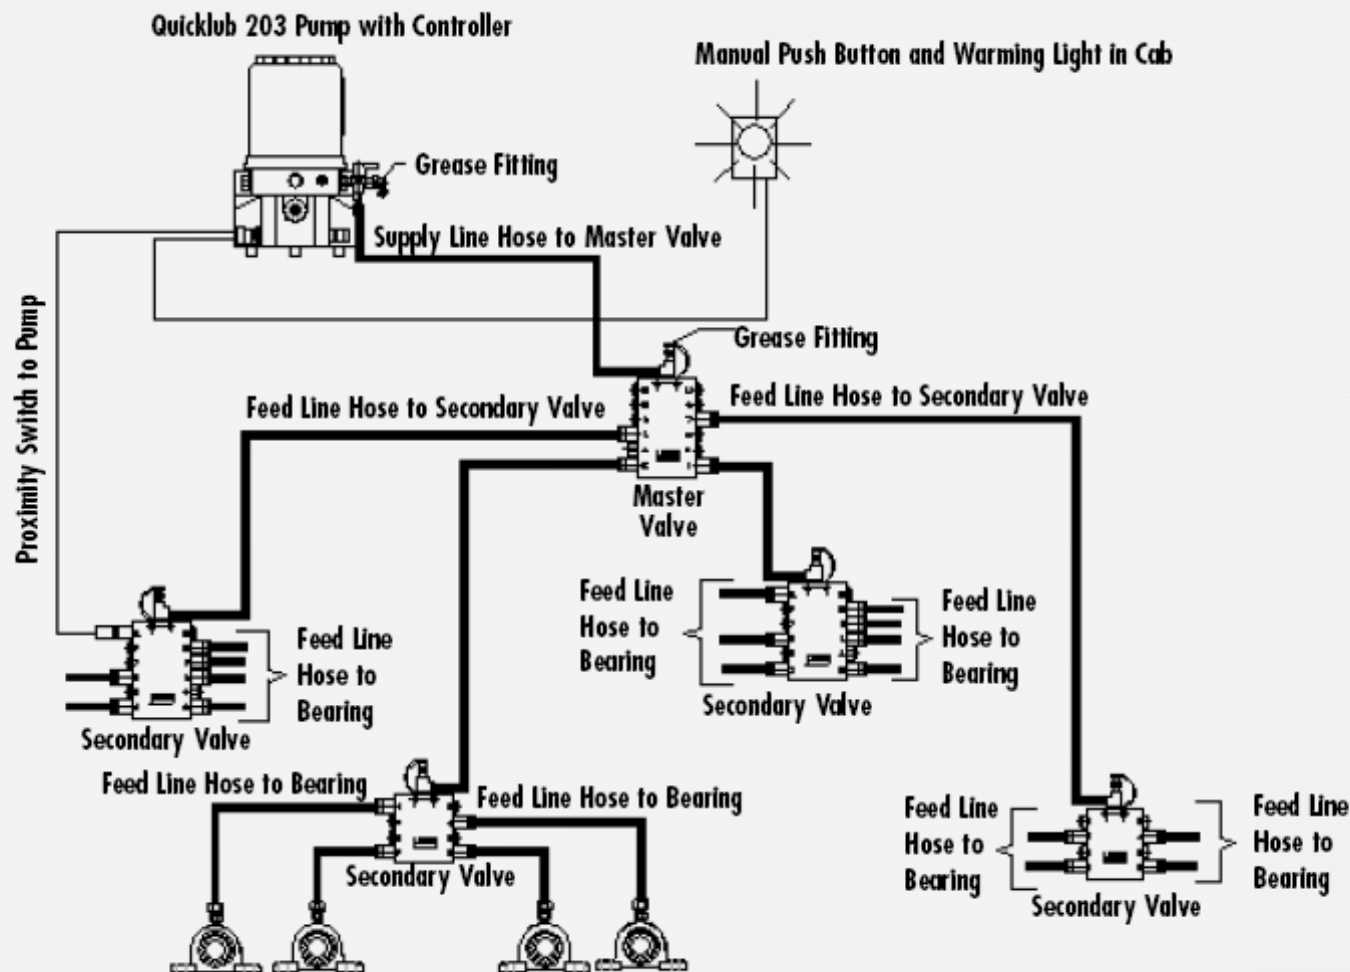 Quicklub 203 Pump with Controller
Manual Push Button and Warming Light in Cab
Grease Fitting
Supply Line Hose to Master Valve
Proximity Switch to Pump
Grease Fitting
Feed Line Hose to Secondary Valve
Feed Line Hose to Secondary Valve
Master
Valve
Feed Line
Hose to
Bearing
Feed Line
Hose to
Bearing
Secondary Valve
Feed Line
Hose to
Bearing
Secondary Valve
Feed Line Hose to Bearing
Feed Line Hose to Bearing
Secondary Valve
Feed Line
Hose to
Bearing
Feed Line
Hose to
Bearing
Secondary Valve